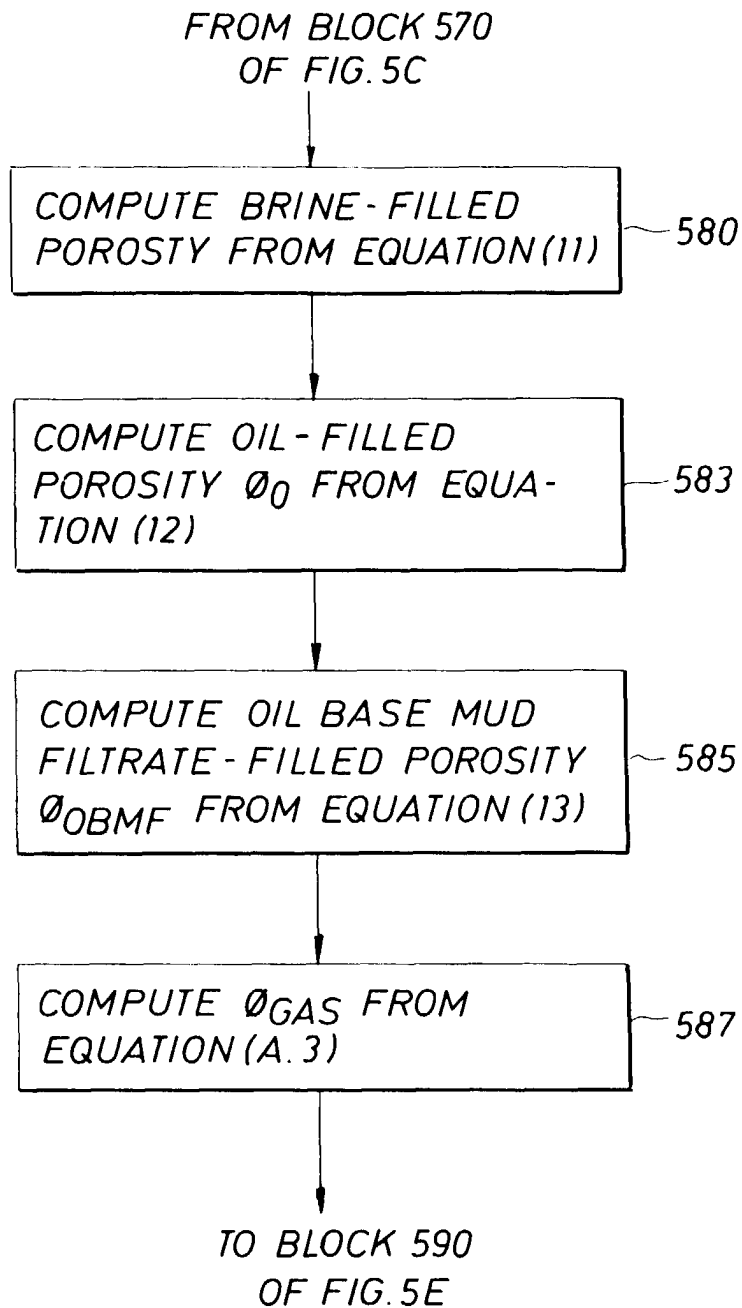 FROM BLOCK 570
OF FIG. 5C
COMPUTE BRINE-FILLED
POROSTY FROM EQUATION (11)
580
COMPUTE OIL-FILLED
POROSITY Ø0 FROM EQUA-
TION (12)
583
COMPUTE OIL BASE MUD
FILTRATE-FILLED POROSITY
ØOBMF FROM EQUATION (13)
585
COMPUTE ØGAS FROM
EQUATION (A.3)
587
TO BLOCK 590
OF FIG. 5E